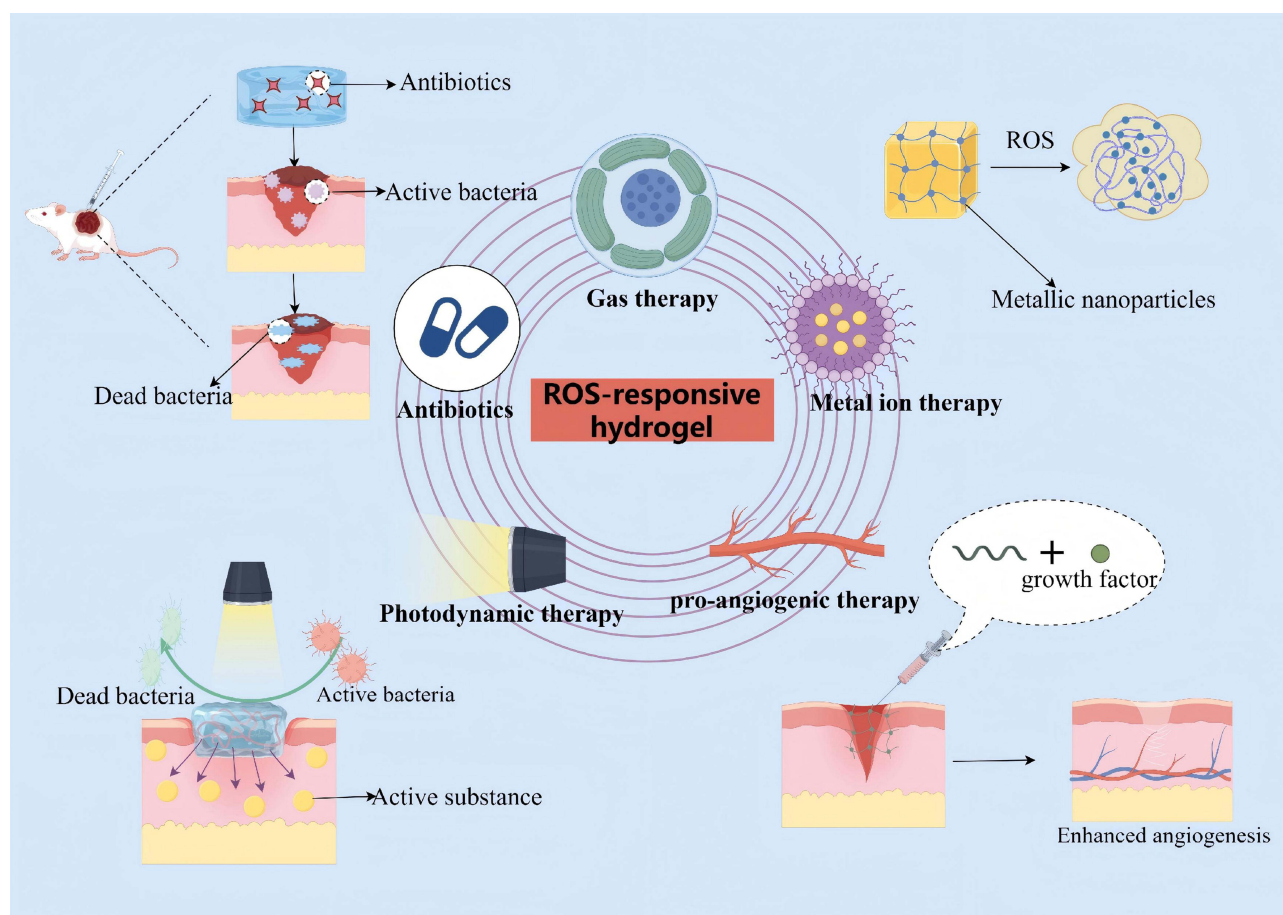 Antibiotics
Active bacteria
Dead bacteria
ROS
Metallic nanoparticles
Gas therapy
Antibiotics
ROS-responsive
hydrogel
Metal ion therapy
Photodynamic therapy
pro-angiogenic therapy
Dead bacteria
Active bacteria
Active substance
+
growth factor
Enhanced angiogenesis